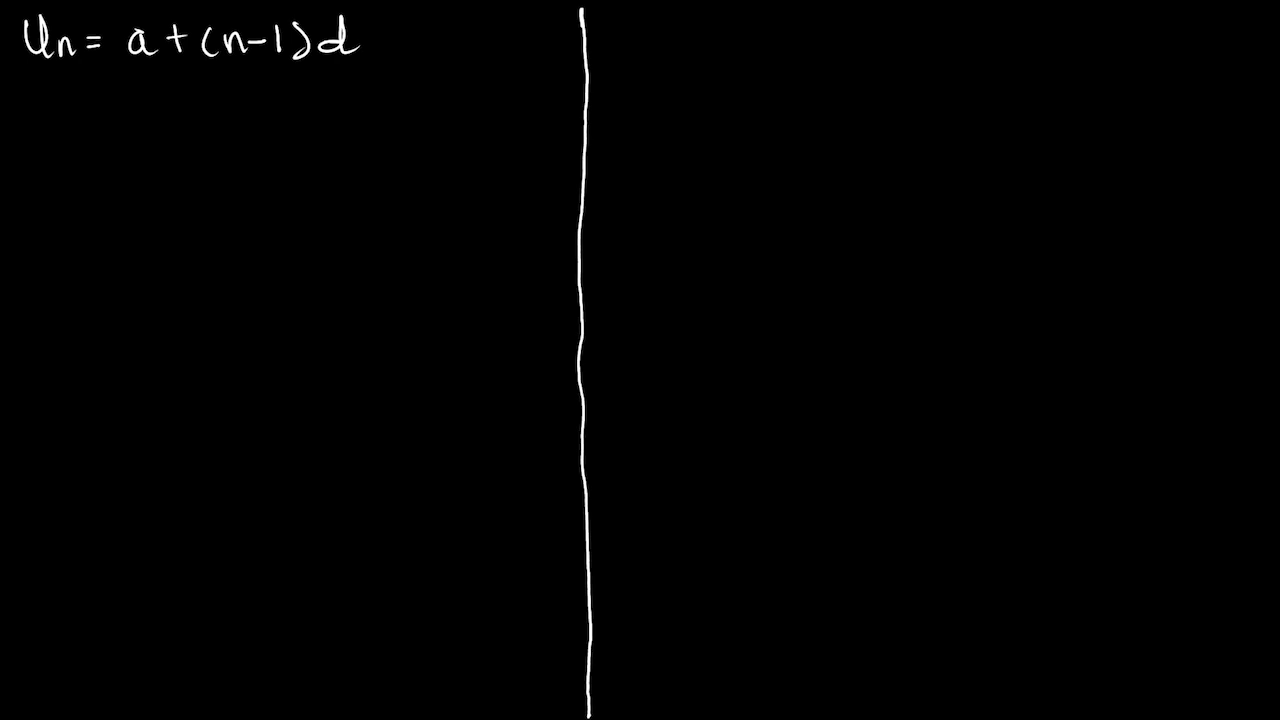 Un = a + (n-1)d